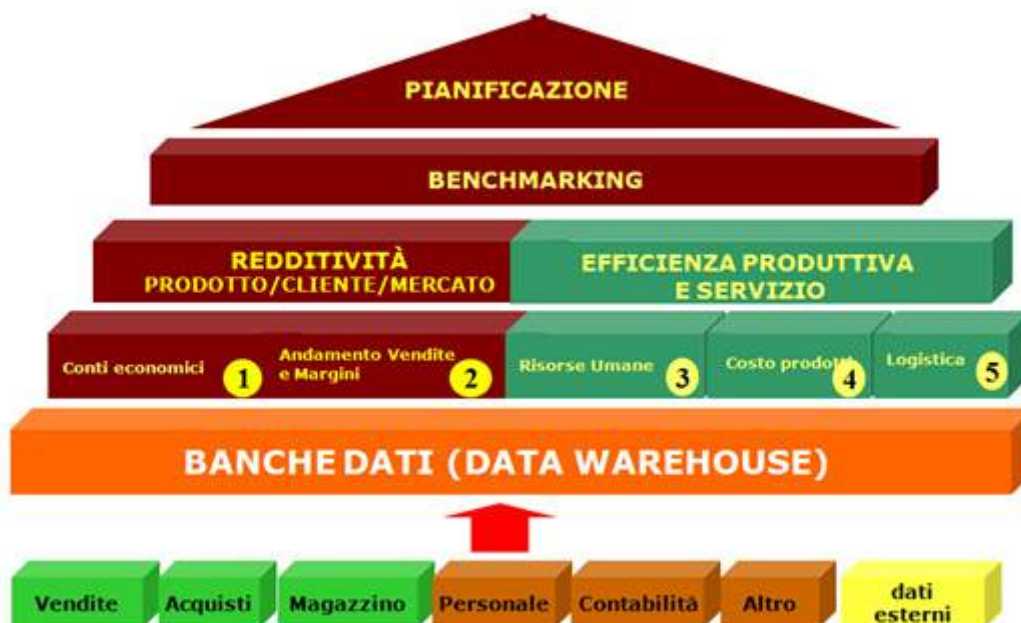 PIANIFICAZIONE
BENCHMARKING
REDDITIVITÀ
PRODOTTO/CLIENTE/MERCATO
EFFICIENZA PRODUTTIVA
E SERVIZIO
Conti economici
1
Andamento Vendite
e Margini
2
Risorse Umane
3
Costo prodotti
4
Logistica
5
BANCHE DATI (DATA WAREHOUSE)
Vendite
Acquisti
Magazzino
Personale
Contabilità
Altro
dati
esterni